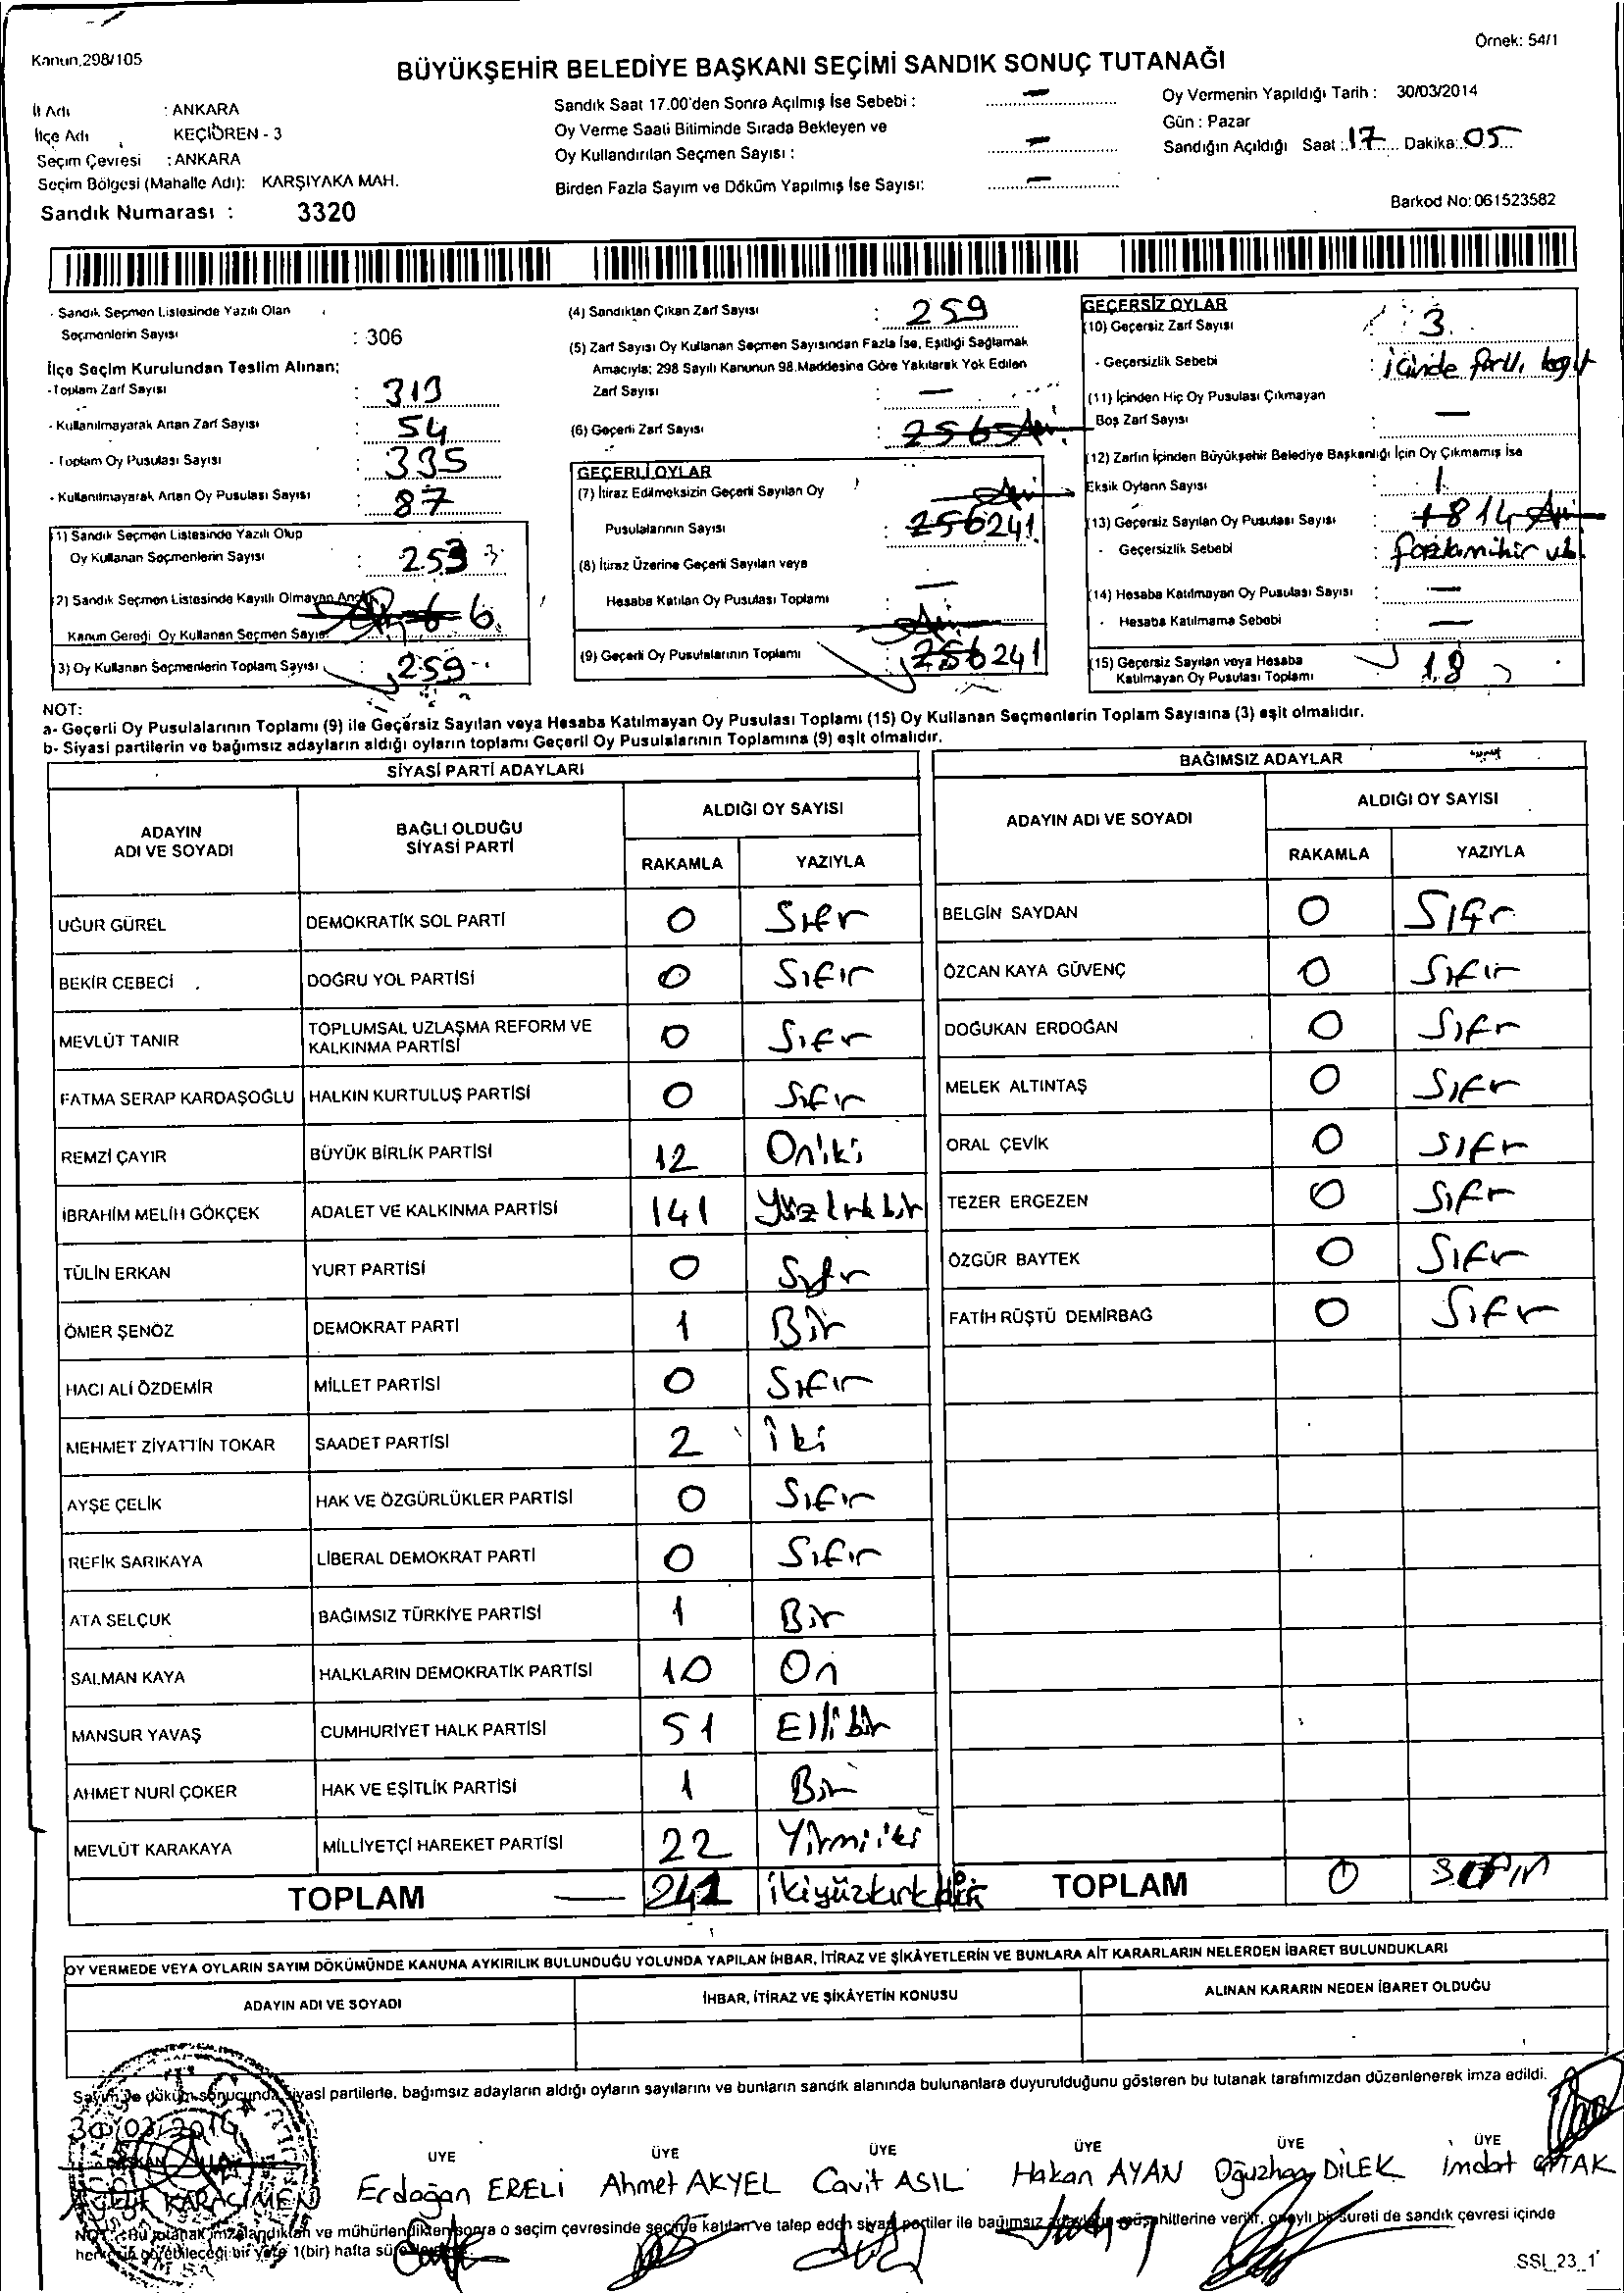 Kanun.298/105
Örnek: 54/1
BÜYÜKŞEHİR BELEDİYE BAŞKANI SEÇİMİ SANDIK SONUÇ TUTANAĞI
İl Adı : ANKARA
İlçe Adı KEÇİÖREN - 3
Seçim Çevresi : ANKARA
Seçim Bölgesi (Mahalle Adı): KARŞIYAKA MAH.
Sandık Numarası : 3320
Sandık Saat 17.00'den Sonra Açılmış İse Sebebi : —
Oy Verme Saati Bitiminde Sırada Bekleyen ve
Oy Kullandırılan Seçmen Sayısı : —
Birden Fazla Sayım ve Döküm Yapılmış İse Sayısı: —
Oy Vermenin Yapıldığı Tarih : 30/03/2014
Gün : Pazar
Sandığın Açıldığı Saat : 17 Dakika: 05
Barkod No: 061523582
- Sandık Seçmen Listesinde Yazılı Olan
Seçmenlerin Sayısı : 306
İlçe Seçim Kurulundan Teslim Alınan;
- Toplam Zarf Sayısı : 313
- Kullanılmayarak Artan Zarf Sayısı : 54
- Toplam Oy Pusulası Sayısı : 335
- Kullanılmayarak Artan Oy Pusulası Sayısı : 87
(1) Sandık Seçmen Listesinde Yazılı Olup
Oy Kullanan Seçmenlerin Sayısı : 253
(2) Sandık Seçmen Listesinde Kayıtlı Olmayan Ancak
Kanun Gereği Oy Kullanan Seçmen Sayısı 6
(3) Oy Kullanan Seçmenlerin Toplam Sayısı 259
(4) Sandıktan Çıkan Zarf Sayısı : 259
(5) Zarf Sayısı Oy Kullanan Seçmen Sayısından Fazla İse, Eşitliği Sağlamak
Amacıyla; 298 Sayılı Kanunun 98.Maddesine Göre Yakılarak Yok Edilen
Zarf Sayısı : —
(6) Geçerli Zarf Sayısı : 256
GEÇERLİ OYLAR
(7) İtiraz Edilmeksizin Geçerli Sayılan Oy
Pusulalarının Sayısı : 256 241
(8) İtiraz Üzerine Geçerli Sayılan veya
Hesaba Katılan Oy Pusulası Toplamı —
(9) Geçerli Oy Pusulalarının Toplamı : 256 241
GEÇERSİZ OYLAR
(10) Geçersiz Zarf Sayısı : 3
- Geçersizlik Sebebi : içinde
(11) İçinden Hiç Oy Pusulası Çıkmayan
Boş Zarf Sayısı : —
(12) Zarfın İçinden Büyükşehir Belediye Başkanlığı İçin Oy Çıkmamış İse
Eksik Oyların Sayısı : 1
(13) Geçersiz Sayılan Oy Pusulası Sayısı : 14
- Geçersizlik Sebebi : fazla mühür vb.
(14) Hesaba Katılmayan Oy Pusulası Sayısı : —
- Hesaba Katılmama Sebebi : —
(15) Geçersiz Sayılan veya Hesaba 18
Katılmayan Oy Pusulası Toplamı
NOT:
a- Geçerli Oy Pusulalarının Toplamı (9) ile Geçersiz Sayılan veya Hesaba Katılmayan Oy Pusulası Toplamı (15) Oy Kullanan Seçmenlerin Toplam Sayısına (3) eşit olmalıdır.
b- Siyasi partilerin ve bağımsız adayların aldığı oyların toplamı Geçerli Oy Pusulalarının Toplamına (9) eşit olmalıdır.
SİYASİ PARTİ ADAYLARI
ADAYIN ADI VE SOYADI BAĞLI OLDUĞU SİYASİ PARTİ ALDIĞI OY SAYISI
RAKAMLA YAZIYLA
UĞUR GÜREL DEMOKRATİK SOL PARTİ 0 Sıfır
BEKİR CEBECİ DOĞRU YOL PARTİSİ 0 Sıfır
MEVLÜT TANIR TOPLUMSAL UZLAŞMA REFORM VE KALKINMA PARTİSİ 0 Sıfır
FATMA SERAP KARDAŞOĞLU HALKIN KURTULUŞ PARTİSİ 0 Sıfır
REMZİ ÇAYIR BÜYÜK BİRLİK PARTİSİ 12 Oniki
İBRAHİM MELİH GÖKÇEK ADALET VE KALKINMA PARTİSİ 141 Yüzkırkbir
TÜLİN ERKAN YURT PARTİSİ 0 Sıfır
ÖMER ŞENÖZ DEMOKRAT PARTİ 1 Bir
HACI ALİ ÖZDEMİR MİLLET PARTİSİ 0 Sıfır
MEHMET ZİYATTİN TOKAR SAADET PARTİSİ 2 iki
AYŞE ÇELİK HAK VE ÖZGÜRLÜKLER PARTİSİ 0 Sıfır
REFİK SARIKAYA LİBERAL DEMOKRAT PARTİ 0 Sıfır
ATA SELÇUK BAĞIMSIZ TÜRKİYE PARTİSİ 1 Bir
SALMAN KAYA HALKLARIN DEMOKRATİK PARTİSİ 10 On
MANSUR YAVAŞ CUMHURİYET HALK PARTİSİ 51 Ellibir
AHMET NURİ ÇOKER HAK VE EŞİTLİK PARTİSİ 1 Bir
MEVLÜT KARAKAYA MİLLİYETÇİ HAREKET PARTİSİ 22 Yirmiiki
TOPLAM — 241 ikiyüzkırkbir
BAĞIMSIZ ADAYLAR
ADAYIN ADI VE SOYADI ALDIĞI OY SAYISI
RAKAMLA YAZIYLA
BELGİN SAYDAN 0 Sıfır
ÖZCAN KAYA GÜVENÇ 0 Sıfır
DOĞUKAN ERDOĞAN 0 Sıfr
MELEK ALTINTAŞ 0 Sıfr
ORAL ÇEVİK 0 Sıfr
TEZER ERGEZEN 0 Sıfr
ÖZGÜR BAYTEK 0 Sıfr
FATİH RÜŞTÜ DEMİRBAĞ 0 Sıfr
TOPLAM 0 SIFIR
OY VERMEDE VEYA OYLARIN SAYIM DÖKÜMÜNDE KANUNA AYKIRILIK BULUNDUĞU YOLUNDA YAPILAN İHBAR, İTİRAZ VE ŞİKÂYETLERİN VE BUNLARA AİT KARARLARIN NELERDEN İBARET BULUNDUKLARI
ADAYIN ADI VE SOYADI İHBAR, İTİRAZ VE ŞİKÂYETİN KONUSU ALINAN KARARIN NEDEN İBARET OLDUĞU
Sayım ve döküm sonucunda siyasi partilerle, bağımsız adayların aldığı oyların sayılarını ve bunların sandık alanında bulunanlara duyurulduğunu gösteren bu tutanak tarafımızdan düzenlenerek imza edildi.
30/03/2014
BAŞKAN ÜYE ÜYE ÜYE ÜYE ÜYE ÜYE
KARAÇİMEN Erdoğan ERELİ Ahmet AKYEL Cavit ASIL Hakan AYAN Oğuzhan DİLEK İmdat
NOT: Bu tutanak imzalandıktan ve mühürlendikten sonra o seçim çevresinde seçime katılan ve talep eden siyasi partiler ile bağımsız adayların müşahitlerine verilir, onaylı bir sureti de sandık çevresi içinde
herkesin görebileceği bir yere 1(bir) hafta süre
SSI_23_1